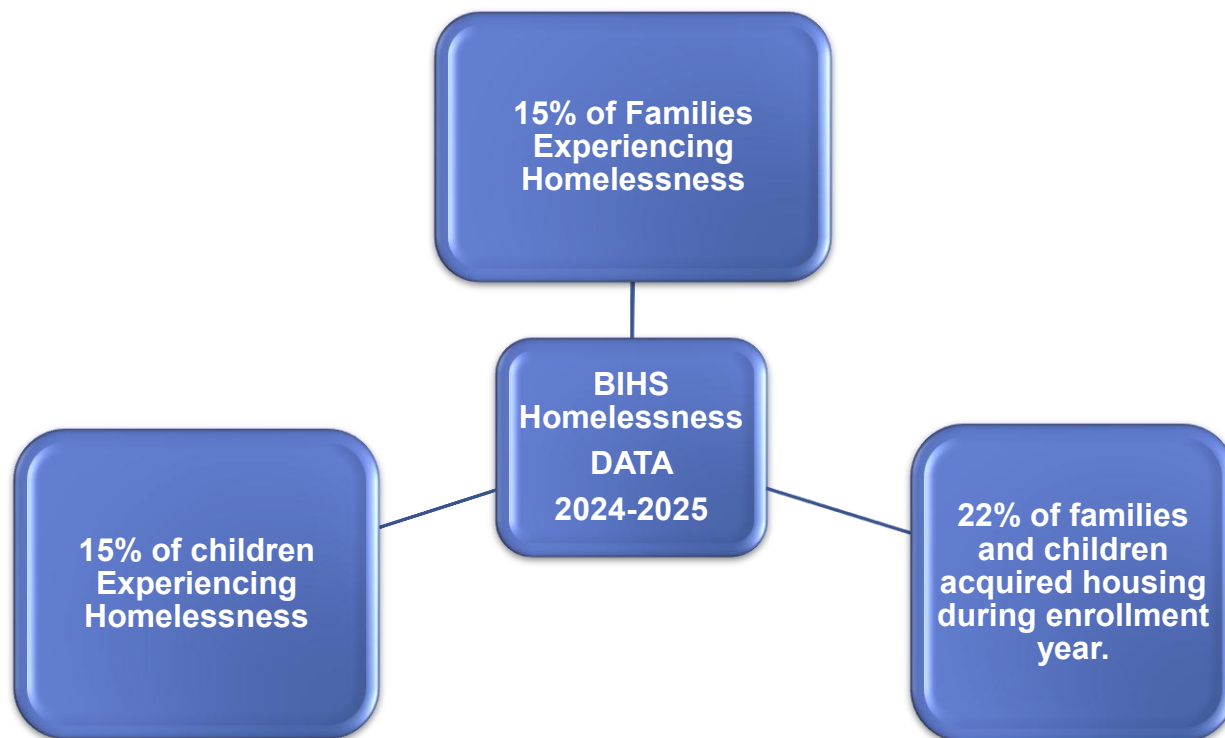 15% of Families
Experiencing
Homelessness
BIHS
Homelessness
DATA
2024-2025
15% of children
Experiencing
Homelessness
22% of families
and children
acquired housing
during enrollment
year.